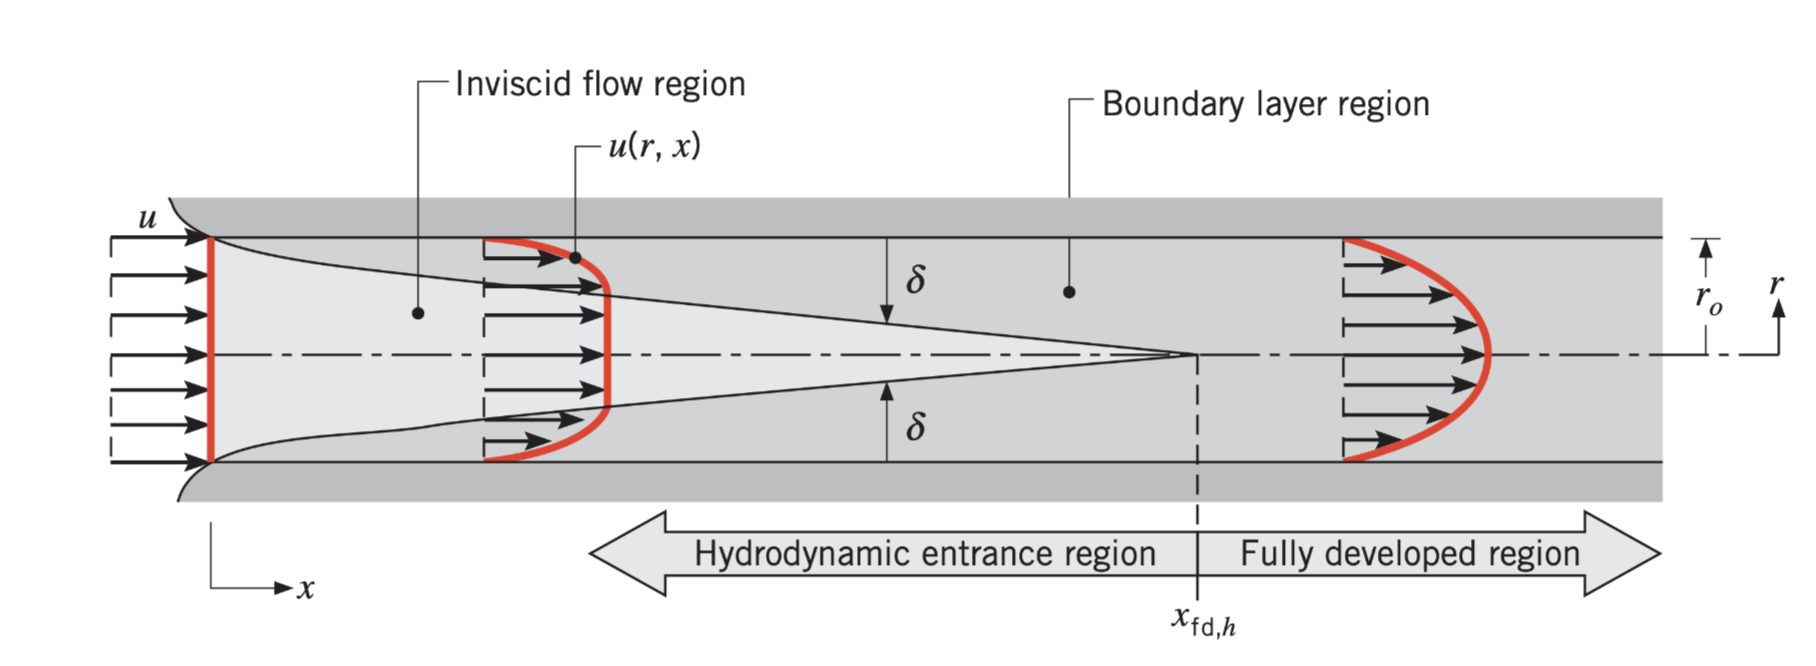 Inviscid flow region
Boundary layer region
u(r, x)
u
δ
r
r_o
δ
Hydrodynamic entrance region
Fully developed region
x
x_fd,h